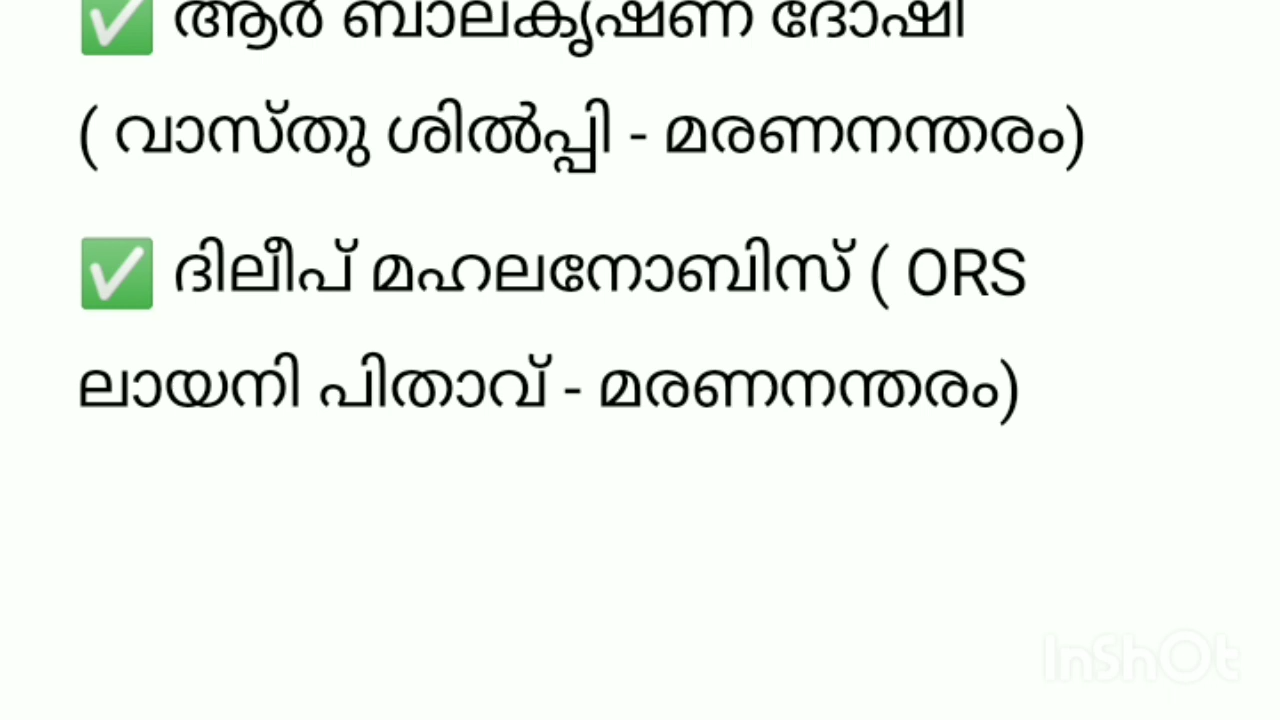 ✅ ആർ ബാലകൃഷ്ണ ദോഷി
( വാസ്തു ശിൽപ്പി - മരണനന്തരം)
✅ ദിലീപ് മഹലനോബിസ് ( ORS
ലായനി പിതാവ് - മരണനന്തരം)
InShOt